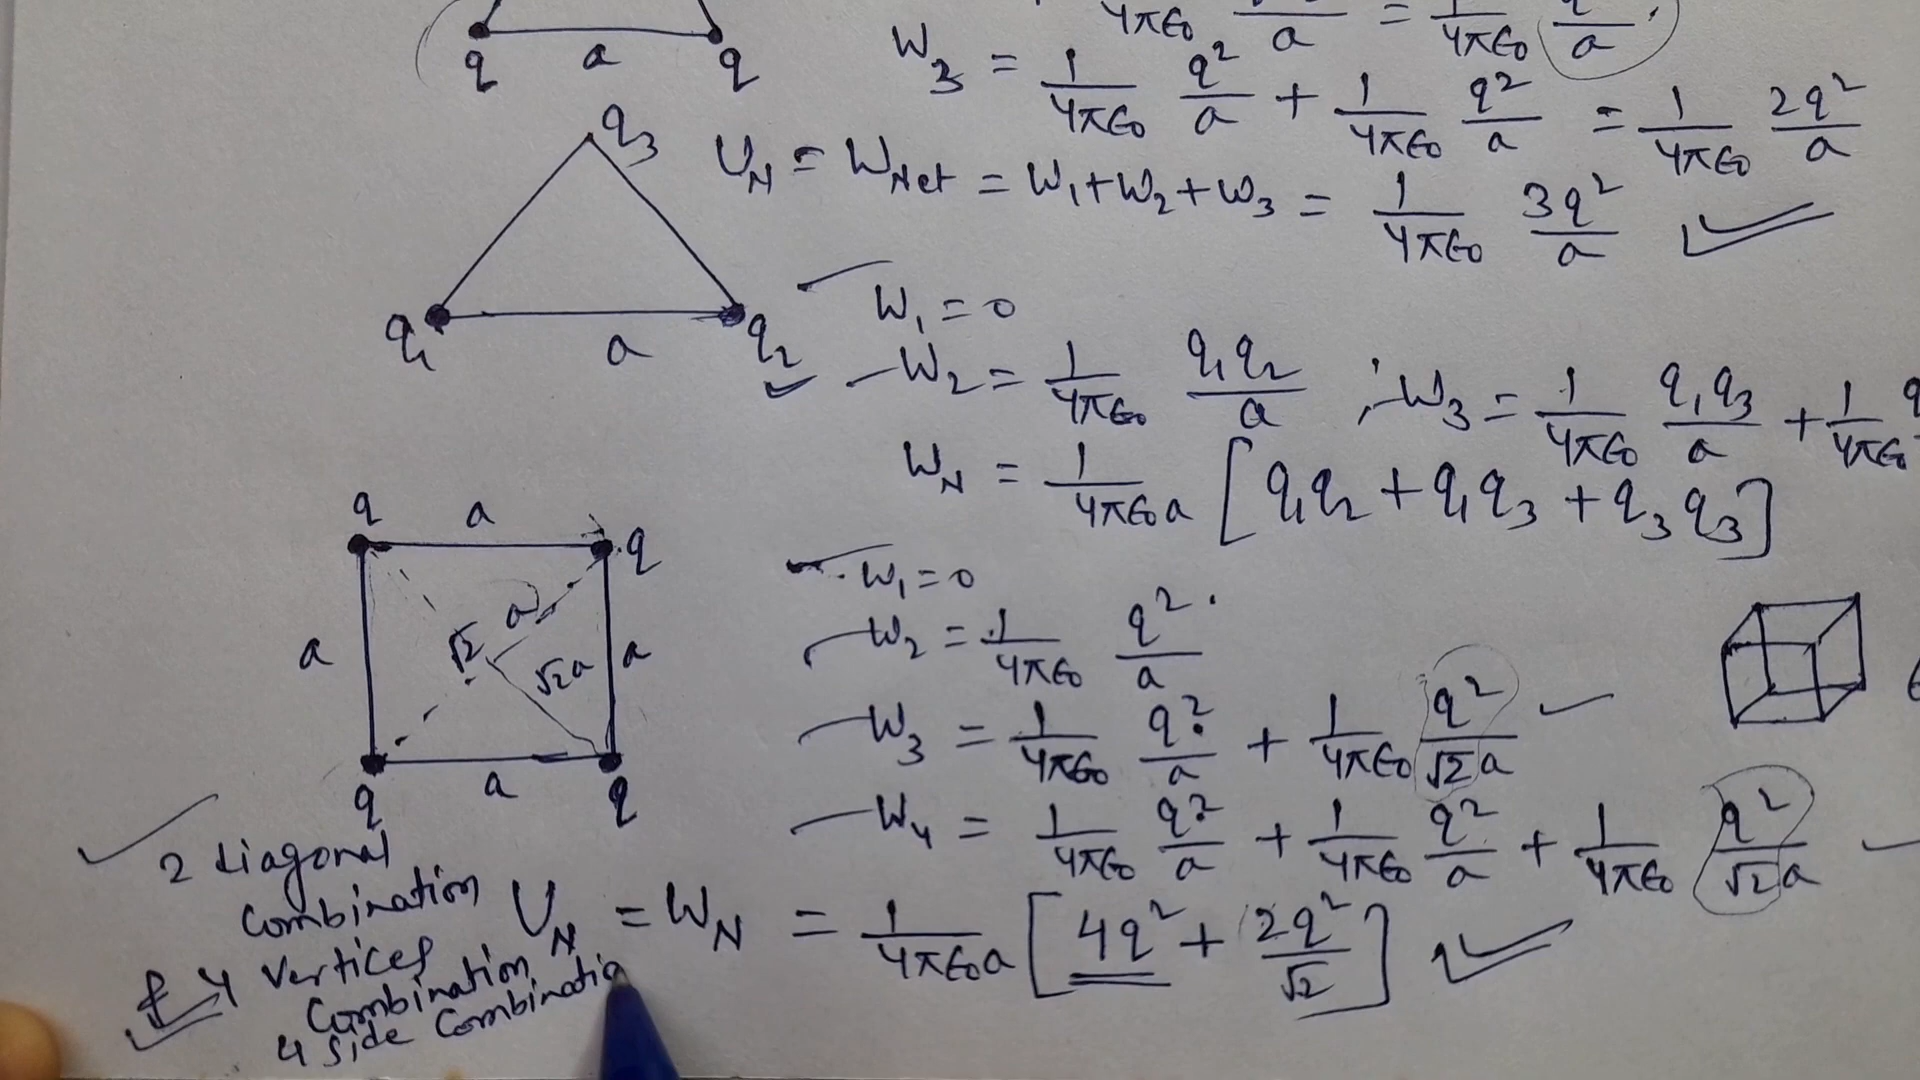 q a q
W3 = 1/4πε0 q²/a + 1/4πε0 q²/a = 1/4πε0 2q²/a
q3
UN = WNet = W1+W2+W3 = 1/4πε0 3q²/a
q1 a q2
W1 = 0
W2 = 1/4πε0 q1q2/a ; W3 = 1/4πε0 q1q3/a + 1/4πε0
WN = 1/4πε0a [q1q2 + q1q3 + q3q3]
q a q
a √2 a √2a a
q a q
W1 = 0
W2 = 1/4πε0 q²/a
W3 = 1/4πε0 q²/a + 1/4πε0 q²/√2a
W4 = 1/4πε0 q²/a + 1/4πε0 q²/a + 1/4πε0 q²/√2a
UN = WN = 1/4πε0a [4q² + 2q²/√2]
2 diagonal
Combination
4 Vertices
Combination
4 Side Combinatio